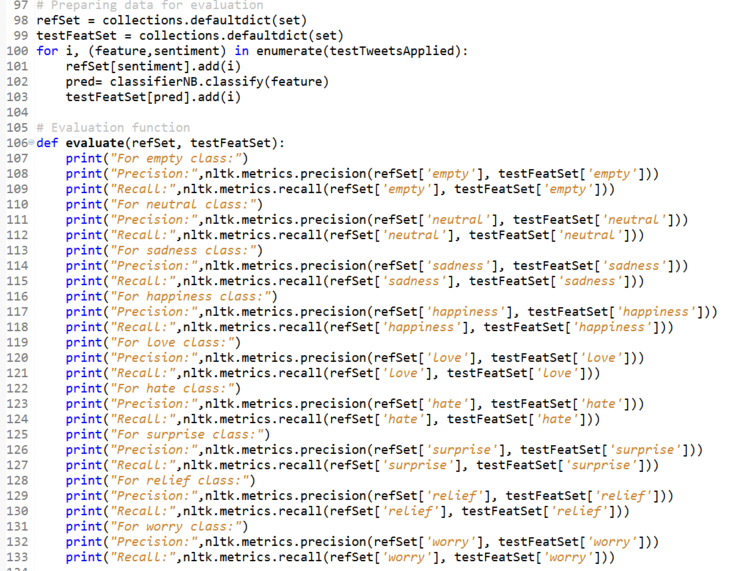 97 # Preparing data for evaluation
98 refSet = collections.defaultdict(set)
99 testFeatSet = collections.defaultdict(set)
100 for i, (feature,sentiment) in enumerate(testTweetsApplied):
101     refSet[sentiment].add(i)
102     pred= classifierNB.classify(feature)
103     testFeatSet[pred].add(i)
104
105 # Evaluation function
106 def evaluate(refSet, testFeatSet):
107     print("For empty class:")
108     print("Precision:",nltk.metrics.precision(refSet['empty'], testFeatSet['empty']))
109     print("Recall:",nltk.metrics.recall(refSet['empty'], testFeatSet['empty']))
110     print("For neutral class:")
111     print("Precision:",nltk.metrics.precision(refSet['neutral'], testFeatSet['neutral']))
112     print("Recall:",nltk.metrics.recall(refSet['neutral'], testFeatSet['neutral']))
113     print("For sadness class:")
114     print("Precision:",nltk.metrics.precision(refSet['sadness'], testFeatSet['sadness']))
115     print("Recall:",nltk.metrics.recall(refSet['sadness'], testFeatSet['sadness']))
116     print("For happiness class:")
117     print("Precision:",nltk.metrics.precision(refSet['happiness'], testFeatSet['happiness']))
118     print("Recall:",nltk.metrics.recall(refSet['happiness'], testFeatSet['happiness']))
119     print("For love class:")
120     print("Precision:",nltk.metrics.precision(refSet['love'], testFeatSet['love']))
121     print("Recall:",nltk.metrics.recall(refSet['love'], testFeatSet['love']))
122     print("For hate class:")
123     print("Precision:",nltk.metrics.precision(refSet['hate'], testFeatSet['hate']))
124     print("Recall:",nltk.metrics.recall(refSet['hate'], testFeatSet['hate']))
125     print("For surprise class:")
126     print("Precision:",nltk.metrics.precision(refSet['surprise'], testFeatSet['surprise']))
127     print("Recall:",nltk.metrics.recall(refSet['surprise'], testFeatSet['surprise']))
128     print("For relief class:")
129     print("Precision:",nltk.metrics.precision(refSet['relief'], testFeatSet['relief']))
130     print("Recall:",nltk.metrics.recall(refSet['relief'], testFeatSet['relief']))
131     print("For worry class:")
132     print("Precision:",nltk.metrics.precision(refSet['worry'], testFeatSet['worry']))
133     print("Recall:",nltk.metrics.recall(refSet['worry'], testFeatSet['worry']))